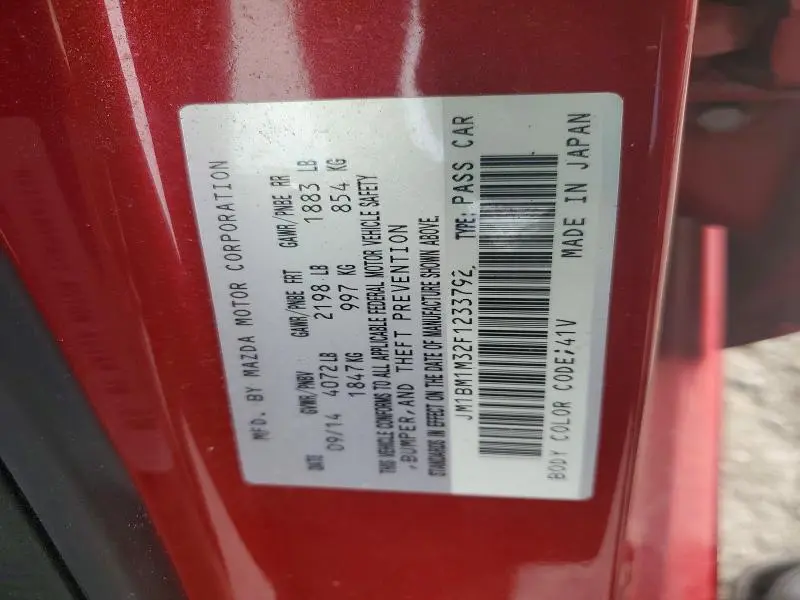 MFD. BY MAZDA MOTOR CORPORATION
DATE GVWR/PNBV GAWR/PNBE FRT GAWR/PNBE RR
09/14 4072LB 2198 LB 1883 LB
1847KG 997 KG 854 KG
THIS VEHICLE CONFORMS TO ALL APPLICABLE FEDERAL MOTOR VEHICLE SAFETY
,BUMPER,AND THEFT PREVENTION
STANDARDS IN EFFECT ON THE DATE OF MANUFACTURE SHOWN ABOVE.
JM1BM1M32F1233792 TYPE: PASS CAR
BODY COLOR CODE;41V MADE IN JAPAN